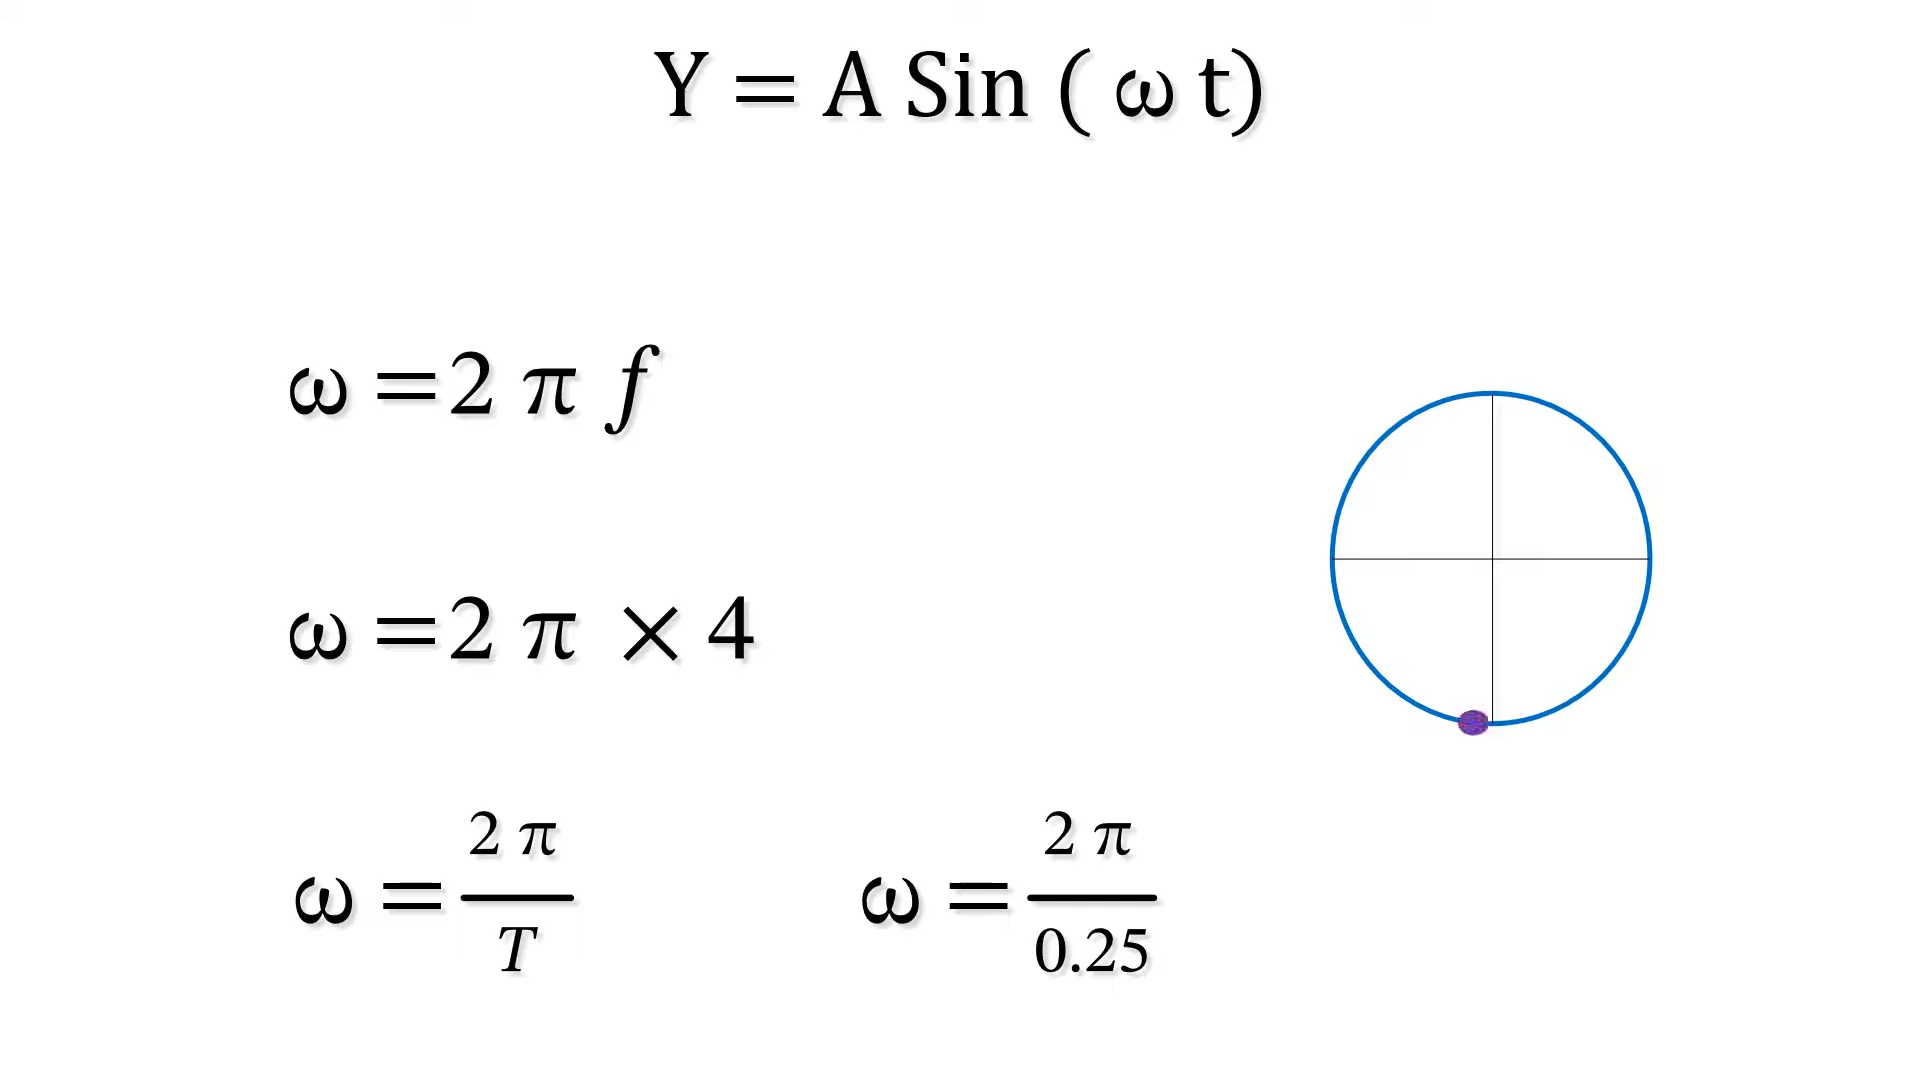 Y = A Sin ( ω t)
ω = 2 π f
ω = 2 π × 4
ω = 2 π / T
ω = 2 π / 0.25